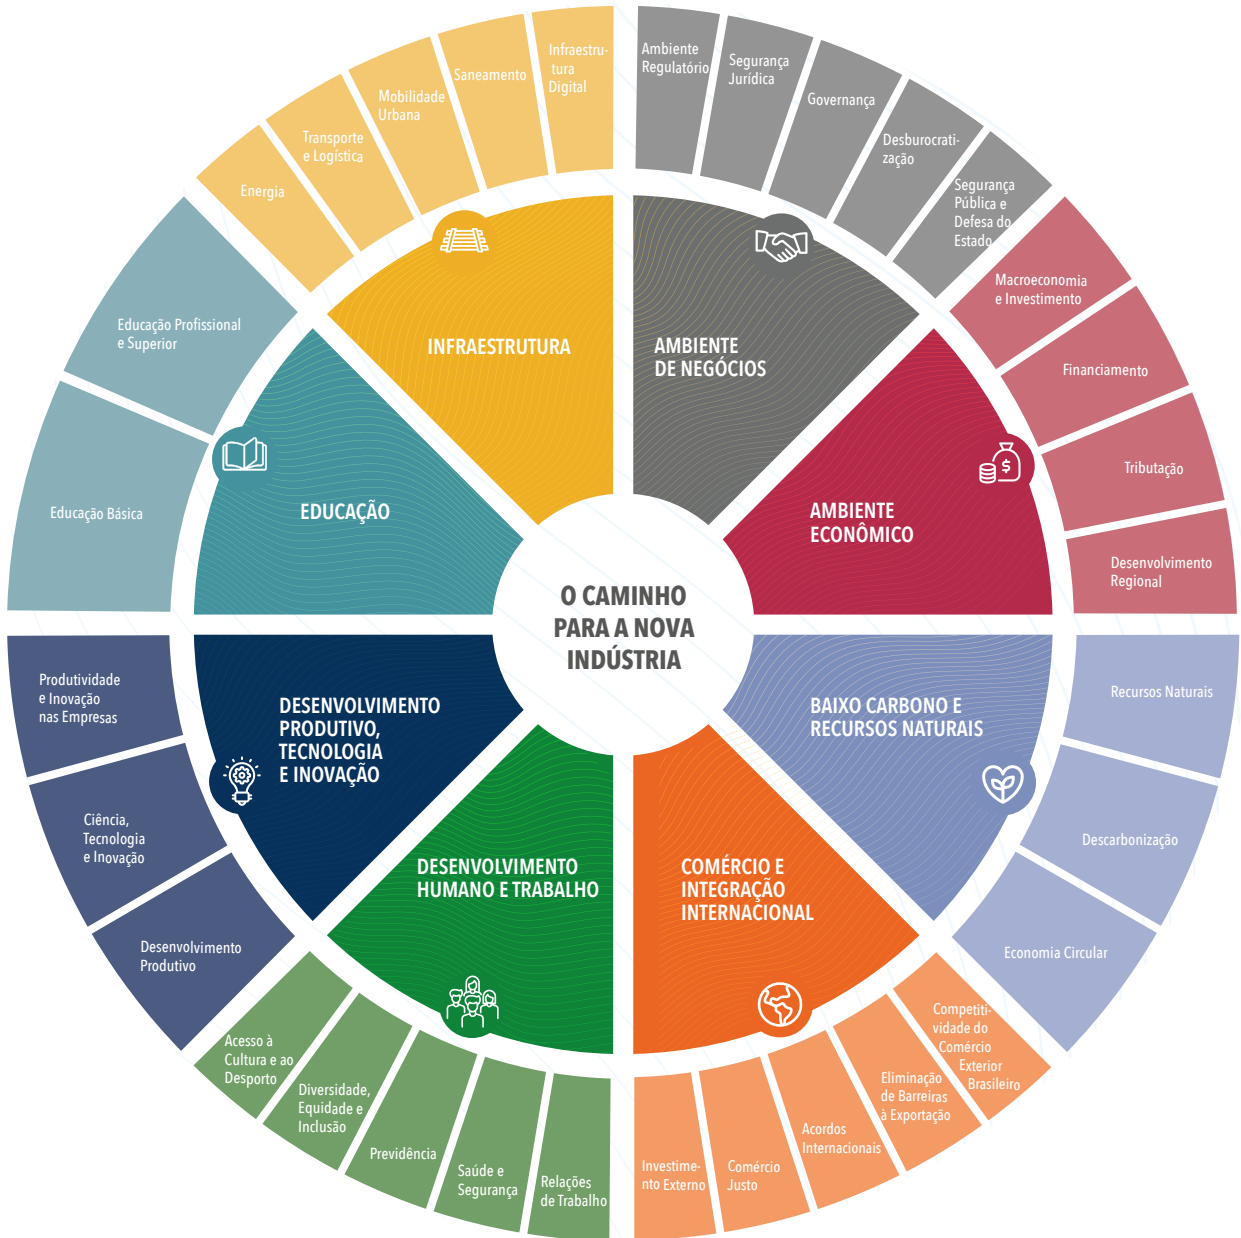 O CAMINHO
PARA A NOVA
INDÚSTRIA
AMBIENTE
DE NEGÓCIOS
Ambiente
Regulatório
Segurança
Jurídica
Governança
Desburocrati-
zação
Segurança
Pública e
Defesa do
Estado
AMBIENTE
ECONÔMICO
Macroeconomia
e Investimento
Financiamento
Tributação
Desenvolvimento
Regional
BAIXO CARBONO E
RECURSOS NATURAIS
Recursos Naturais
Descarbonização
Economia Circular
COMÉRCIO E
INTEGRAÇÃO
INTERNACIONAL
Competiti-
vidade do
Comércio
Exterior
Brasileiro
Eliminação
de Barreiras
à Exportação
Acordos
Internacionais
Comércio
Justo
Investime-
nto Externo
DESENVOLVIMENTO
HUMANO E TRABALHO
Relações
de Trabalho
Saúde e
Segurança
Previdência
Diversidade,
Equidade e
Inclusão
Acesso à
Cultura e ao
Desporto
DESENVOLVIMENTO
PRODUTIVO,
TECNOLOGIA
E INOVAÇÃO
Desenvolvimento
Produtivo
Ciência,
Tecnologia
e Inovação
Produtividade
e Inovação
nas Empresas
EDUCAÇÃO
Educação Básica
Educação Profissional
e Superior
INFRAESTRUTURA
Energia
Transporte
e Logística
Mobilidade
Urbana
Saneamento
Infraestru-
tura
Digital
$